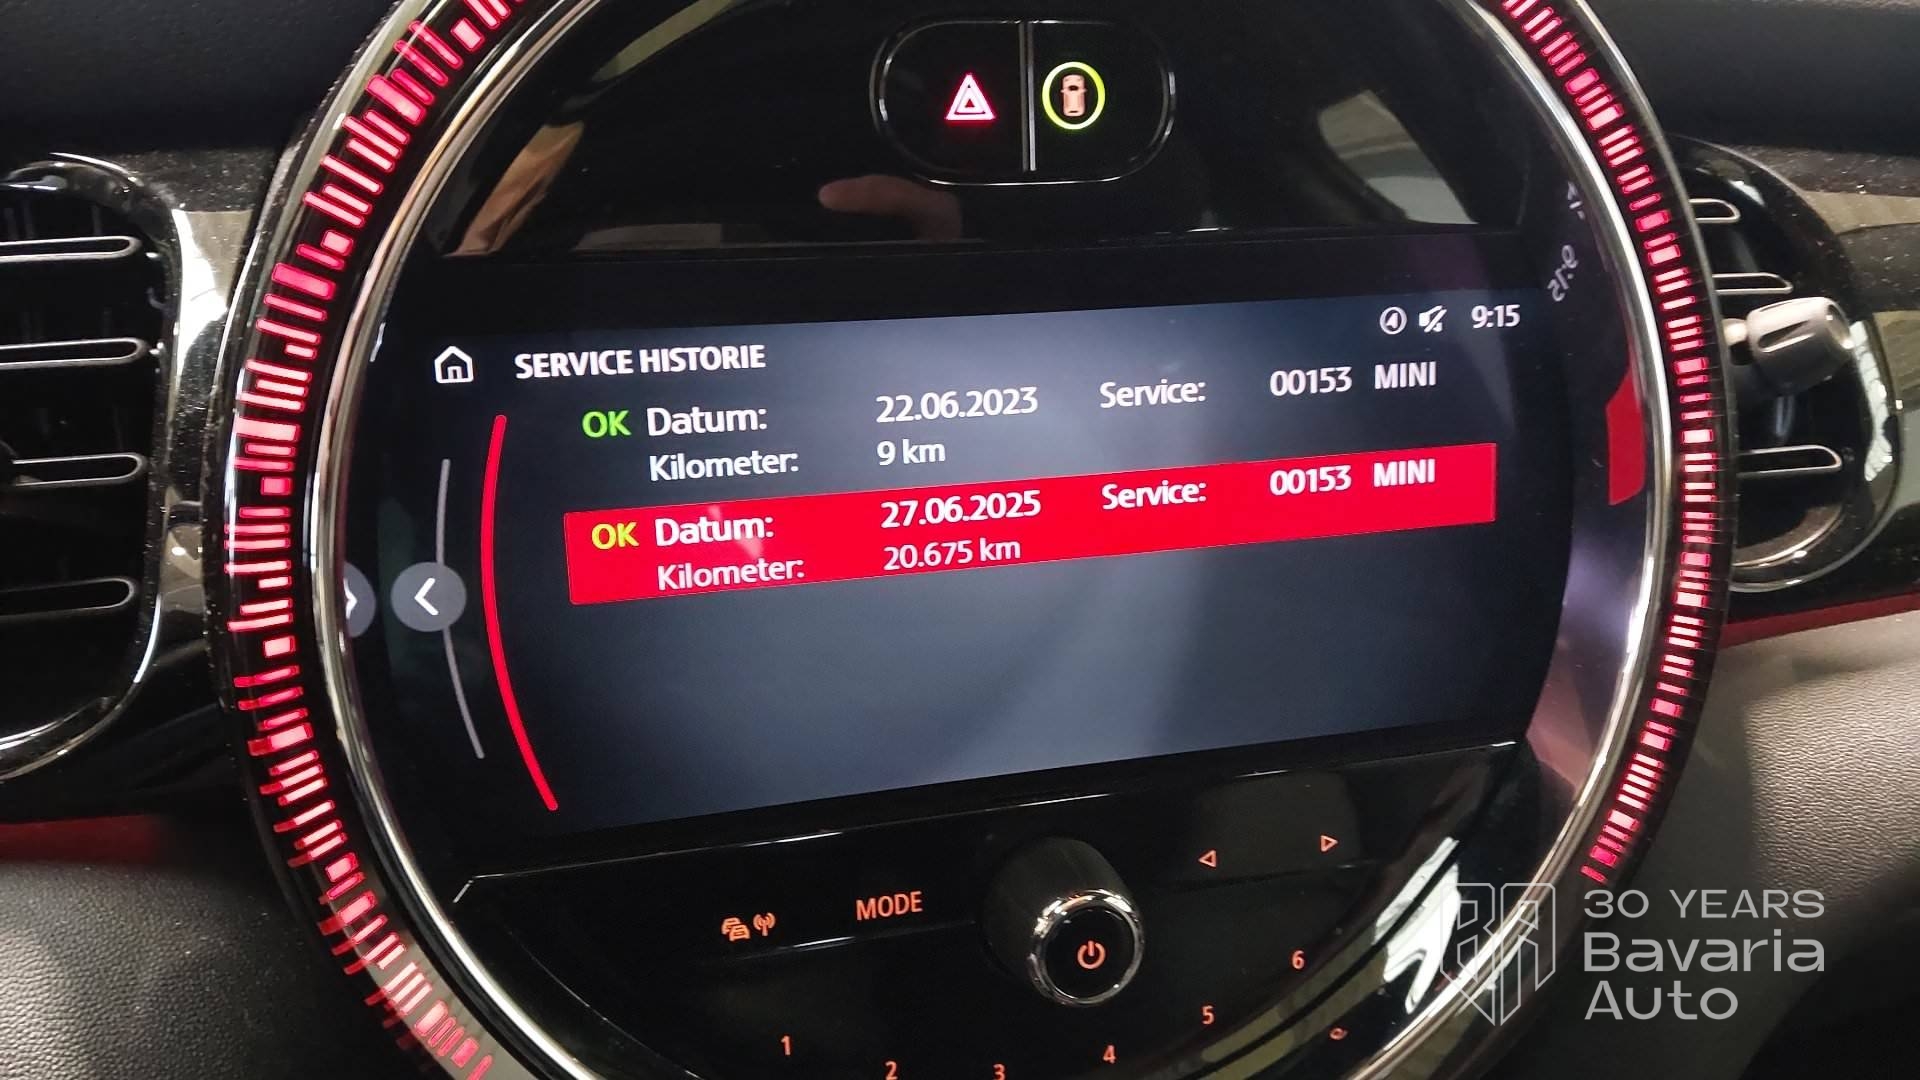 9:15
SERVICE HISTORIE
OK Datum: 22.06.2023 Service: 00153 MINI
Kilometer: 9 km
OK Datum: 27.06.2025 Service: 00153 MINI
Kilometer: 20.675 km
MODE
1 2 3 4 5 6
30 YEARS
Bavaria
Auto